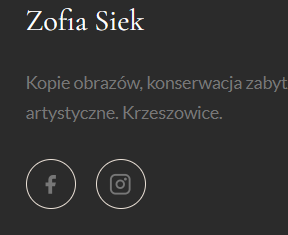 Zofia Siek
Kopie obrazów, konserwacja zabyt
artystyczne. Krzeszowice.